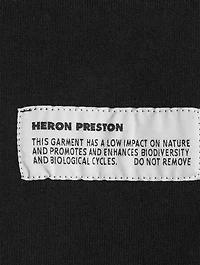 HERON PRESTON
THIS GARMENT HAS A LOW IMPACT ON NATURE
AND PROMOTES AND ENHANCES BIODIVERSITY
AND BIOLOGICAL CYCLES. DO NOT REMOVE